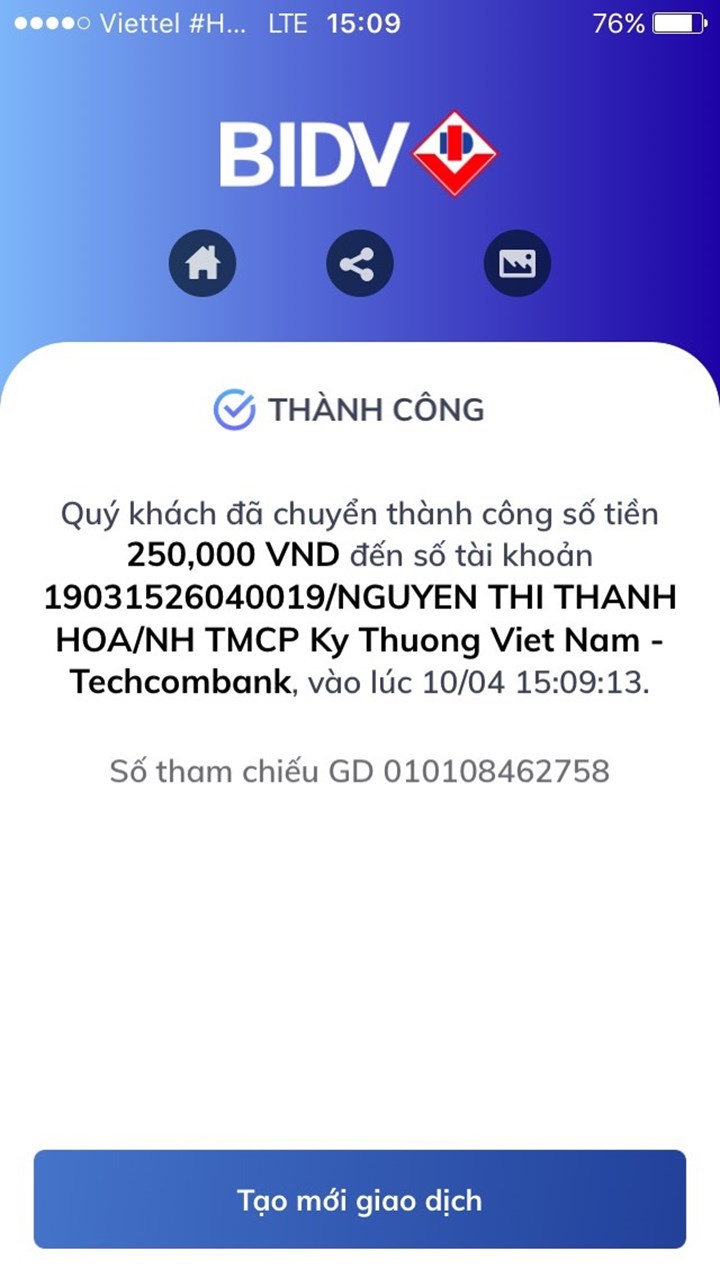 Viettel #H... LTE 15:09 76%
BIDV
THÀNH CÔNG
Quý khách đã chuyển thành công số tiền
250,000 VND đến số tài khoản
19031526040019/NGUYEN THI THANH
HOA/NH TMCP Ky Thuong Viet Nam -
Techcombank, vào lúc 10/04 15:09:13.
Số tham chiếu GD 010108462758
Tạo mới giao dịch